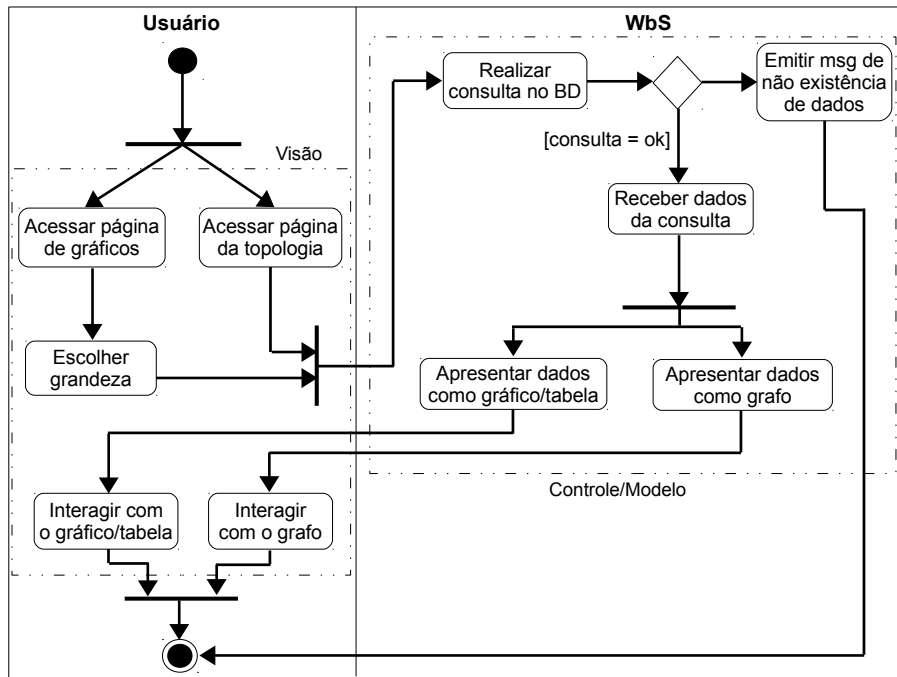 Usuário
WbS
Realizar
consulta no BD
Emitir msg de
não existência
de dados
[consulta = ok]
Visão
Acessar página
de gráficos
Acessar página
da topologia
Receber dados
da consulta
Escolher
grandeza
Apresentar dados
como gráfico/tabela
Apresentar dados
como grafo
Controle/Modelo
Interagir com
o gráfico/tabela
Interagir
com o grafo